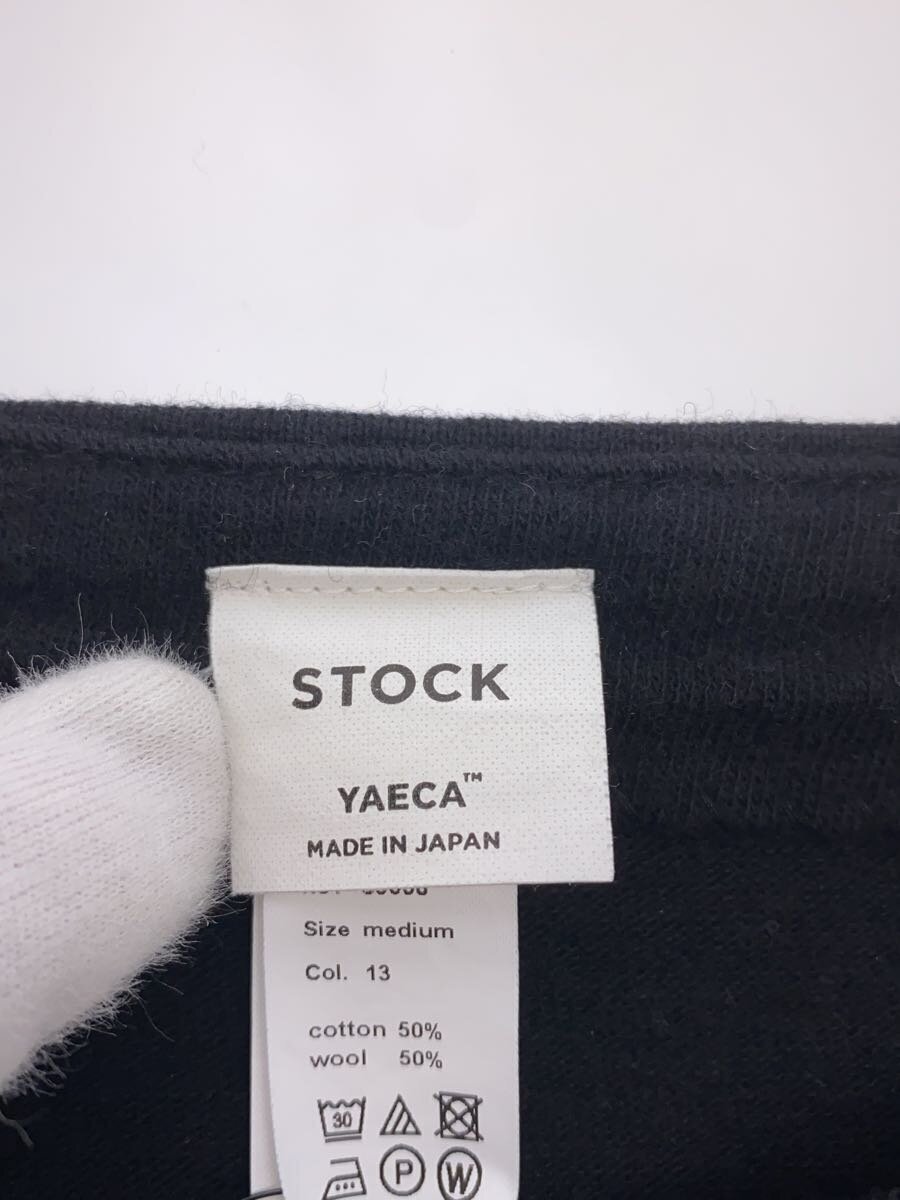 STOCK
YAECA™
MADE IN JAPAN
Size medium
Col. 13
cotton 50%
wool 50%
30
P W